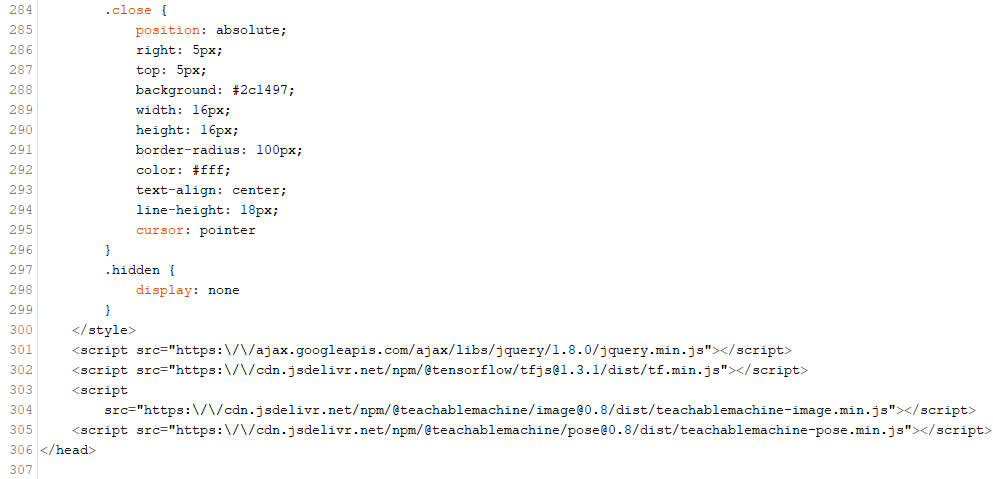 284 .close {
285 position: absolute;
286 right: 5px;
287 top: 5px;
288 background: #2c1497;
289 width: 16px;
290 height: 16px;
291 border-radius: 100px;
292 color: #fff;
293 text-align: center;
294 line-height: 18px;
295 cursor: pointer
296 }
297 .hidden {
298 display: none
299 }
300 </style>
301 <script src="https:\/\/ajax.googleapis.com/ajax/libs/jquery/1.8.0/jquery.min.js"></script>
302 <script src="https:\/\/cdn.jsdelivr.net/npm/@tensorflow/tfjs@1.3.1/dist/tf.min.js"></script>
303 <script
304 src="https:\/\/cdn.jsdelivr.net/npm/@teachablemachine/image@0.8/dist/teachablemachine-image.min.js"></script>
305 <script src="https:\/\/cdn.jsdelivr.net/npm/@teachablemachine/pose@0.8/dist/teachablemachine-pose.min.js"></script>
306 </head>
307